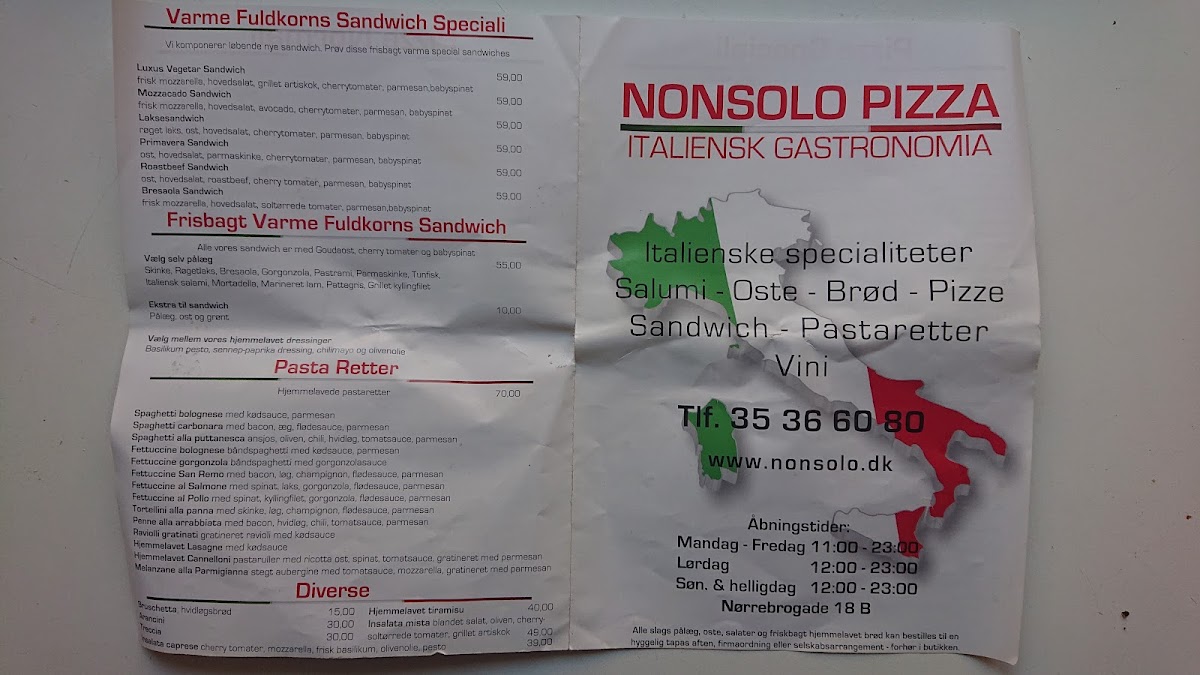 Varme Fuldkorns Sandwich Speciali
Vi komponerer løbende nye sandwich. Prøv disse frisbagt varma special sandwiches
Luxus Vegetar Sandwich 59,00
frisk mozzarella, hovedsalat, grillet artiskok, cherrytomater, parmesan,babyspinat
Mozzacado Sandwich 59,00
frisk mozzarella, hovedsalat, avocado, cherrytomater, parmesan, babyspinat
Laksesandwich 59,00
røget laks, ost, hovedsalat, cherrytomater, parmesan, babyspinat
Primavera Sandwich 59,00
ost, hovedsalat, parmaskinke, cherrytomater, parmesan, babyspinat
Roastbeef Sandwich 59,00
ost, hovedsalat, roastbeef, cherry tomater, parmesan, babyspinat
Bresaola Sandwich 59,00
frisk mozzarella, hovedsalat, soltørrede tomater, parmesan,babyspinat
Frisbagt Varme Fuldkorns Sandwich
Alle vores sandwich er med Goudaost, cherry tomater og babyspinat
Vælg selv pålæg 55,00
Skinke, Røgetlaks, Bresaola, Gorgonzola, Pastrami, Parmaskinke, Tunfisk,
Italiensk salami, Mortadella, Marineret lam, Pattegris, Grillet kyllingfilet
Ekstra til sandwich 10,00
Pålæg, ost og grønt
Vælg mellem vores hjemmelavet dressinger
Basilikum pesto, sennep-paprika dressing, chilimayo og olivenolie
Pasta Retter
Hjemmelavede pastaretter 70,00
Spaghetti bolognese med kødsauce, parmesan
Spaghetti carbonara med bacon, æg, flødesauce, parmesan
Spaghetti alla puttanesca ansjos, oliven, chili, hvidløg, tomatsauce, parmesan
Fettuccine bolognese båndspaghetti med kødsauce, parmesan
Fettuccine gorgonzola båndspaghetti med gorgonzolasauce
Fettuccine San Remo med bacon, løg, champignon, flødesauce, parmesan
Fettuccine al Salmone med spinat, laks, gorgonzola, flødesauce, parmesan
Fettuccine al Pollo med spinat, kyllingfilet, gorgonzola, flødesauce, parmesan
Tortellini alla panna med skinke, løg, champignon, flødesauce, parmesan
Penne alla arrabbiata med bacon, hvidløg, chili, tomatsauce, parmesan
Raviolli gratinati gratineret ravioli med kødsauce
Hjemmelavet Lasagne med kødsauce
Hjemmelavet Cannelloni pastaruller med ricotta ost, spinat, tomatsauce, gratineret med parmesan
Melanzane alla Parmigianna stegt aubergine med tomatsauce, mozzarella, gratineret med parmesan
Diverse
Bruschetta, hvidløgsbrød 15,00
Arancini 30,00
Treccia 30,00
Hjemmelavet tiramisu 40,00
Insalata mista blandet salat, oliven, cherry-
soltørrede tomater, grillet artiskok 45,00
Insalata caprese cherry tomater, mozzarella, frisk basilikum, olivenolie, pesto 39,00
NONSOLO PIZZA
ITALIENSK GASTRONOMIA
Italienske specialiteter
Salumi - Oste - Brød - Pizze
Sandwich - Pastaretter
Vini
Tlf. 35 36 60 80
www.nonsolo.dk
Åbningstider:
Mandag - Fredag 11:00 - 23:00
Lørdag 12:00 - 23:00
Søn. & helligdag 12:00 - 23:00
Nørrebrogade 18 B
Alle slags pålæg, oste, salater og friskbagt hjemmelavet brød kan bestilles til en
hyggelig tapas aften, firmaordning eller selskabsarrangement - forhør i butikken.